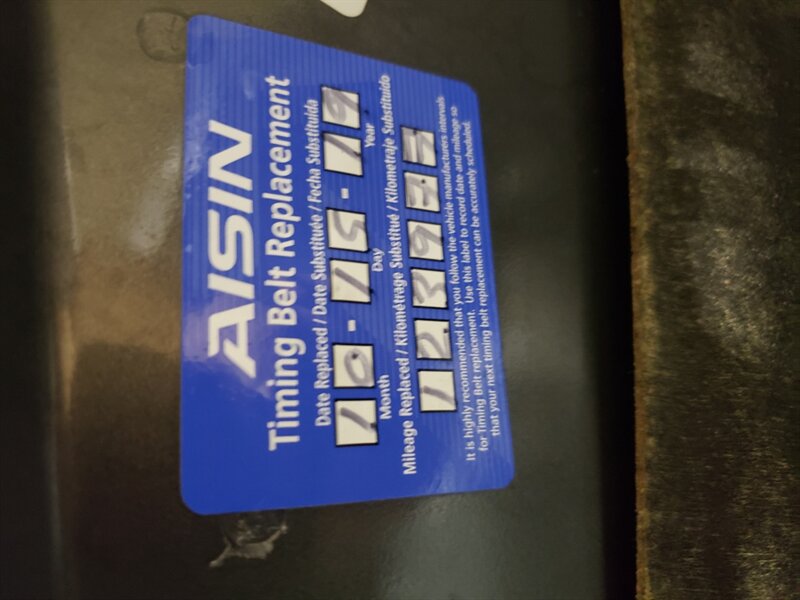 AISIN
Timing Belt Replacement
Date Replaced / Date Substituée / Fecha Substituida
10-15-19
Month Day Year
Mileage Replaced / Kilométrage Substitué / Kilometraje Substituido
123975
It is highly recommended that you follow the vehicle manufacturers intervals
for Timing Belt replacement. Use this label to record date and mileage so
that your next timing belt replacement can be accurately scheduled.